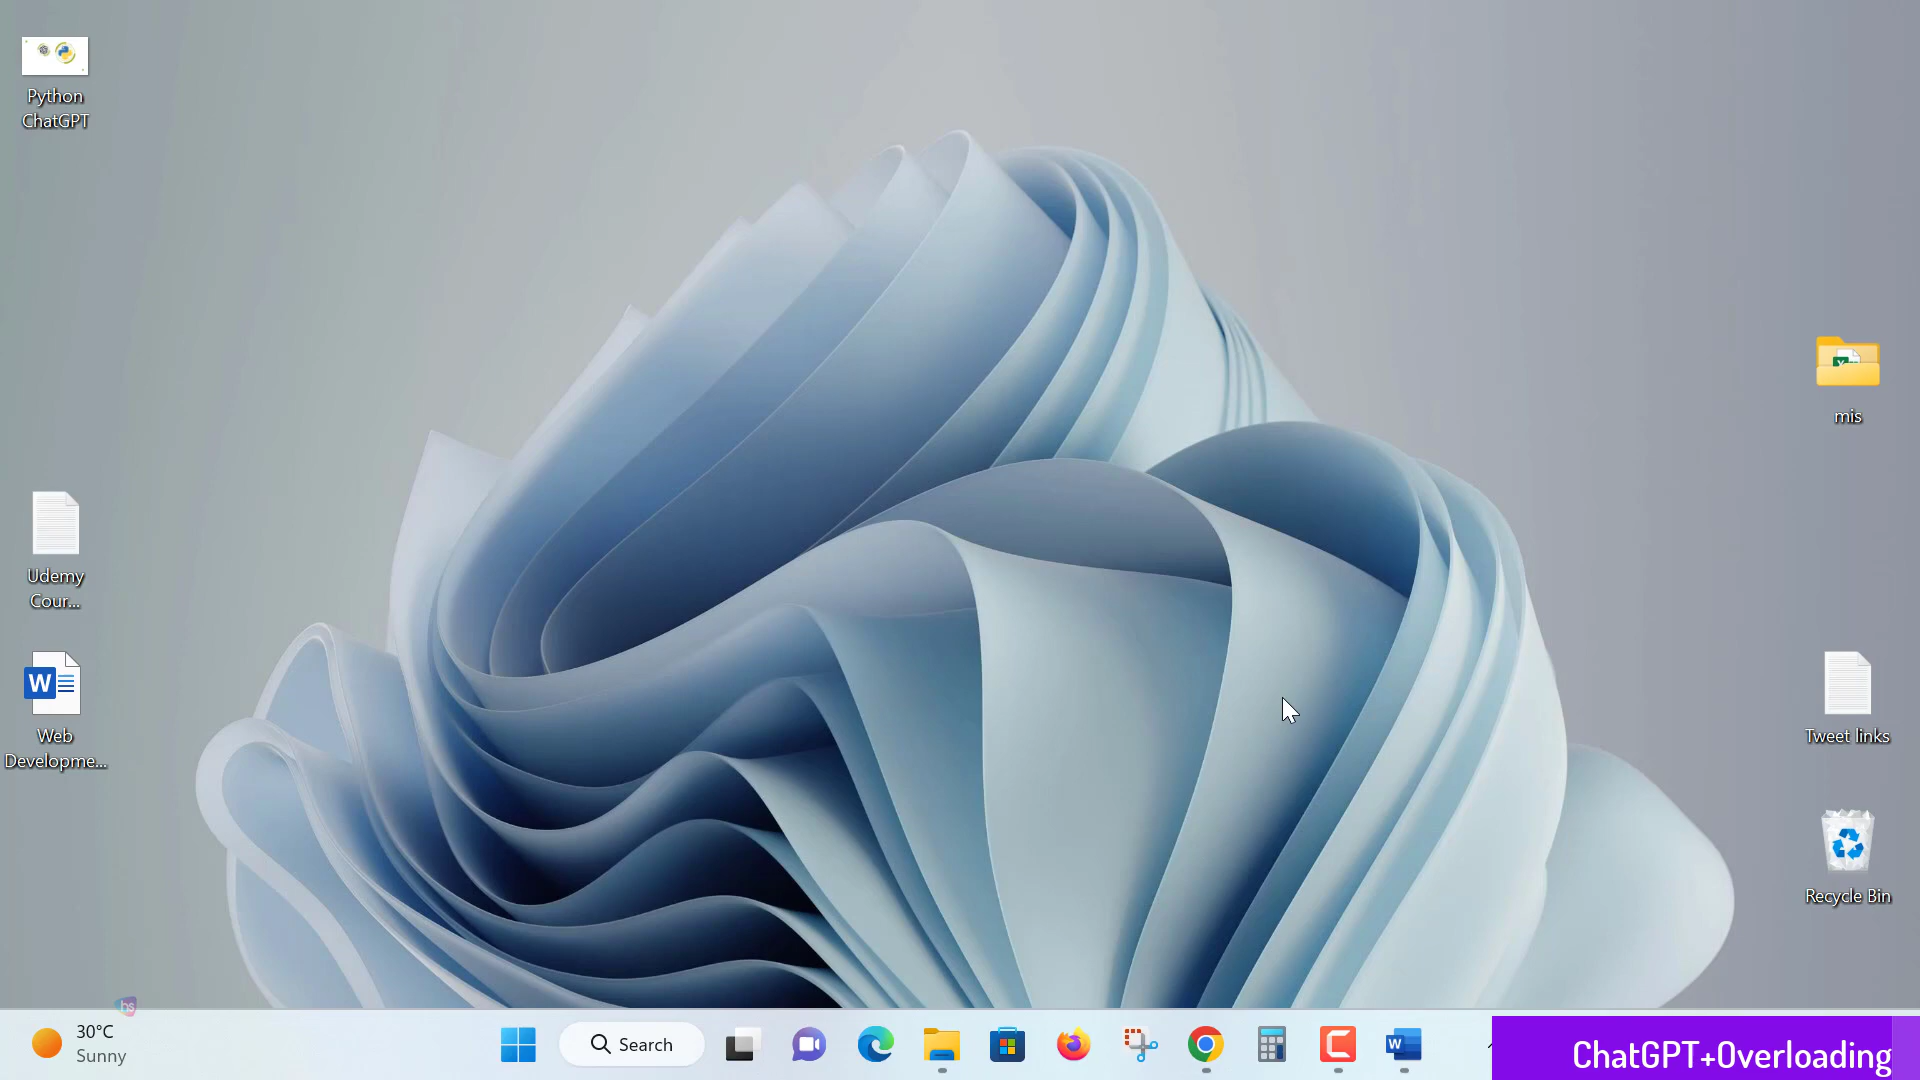 Python
ChatGPT
Udemy
Cour...
Web
Developme...
mis
Tweet links
Recycle Bin
30°C
Sunny
Search
ChatGPT+Overloading